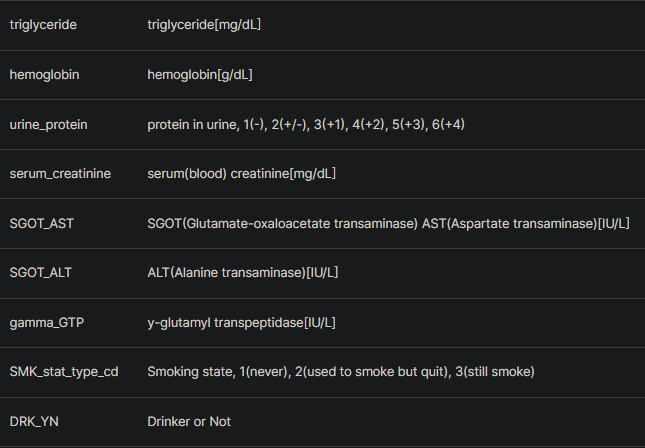 triglyceride triglyceride[mg/dL]
hemoglobin hemoglobin[g/dL]
urine_protein protein in urine, 1(-), 2(+/-), 3(+1), 4(+2), 5(+3), 6(+4)
serum_creatinine serum(blood) creatinine[mg/dL]
SGOT_AST SGOT(Glutamate-oxaloacetate transaminase) AST(Aspartate transaminase)[IU/L]
SGOT_ALT ALT(Alanine transaminase)[IU/L]
gamma_GTP y-glutamyl transpeptidase[IU/L]
SMK_stat_type_cd Smoking state, 1(never), 2(used to smoke but quit), 3(still smoke)
DRK_YN Drinker or Not